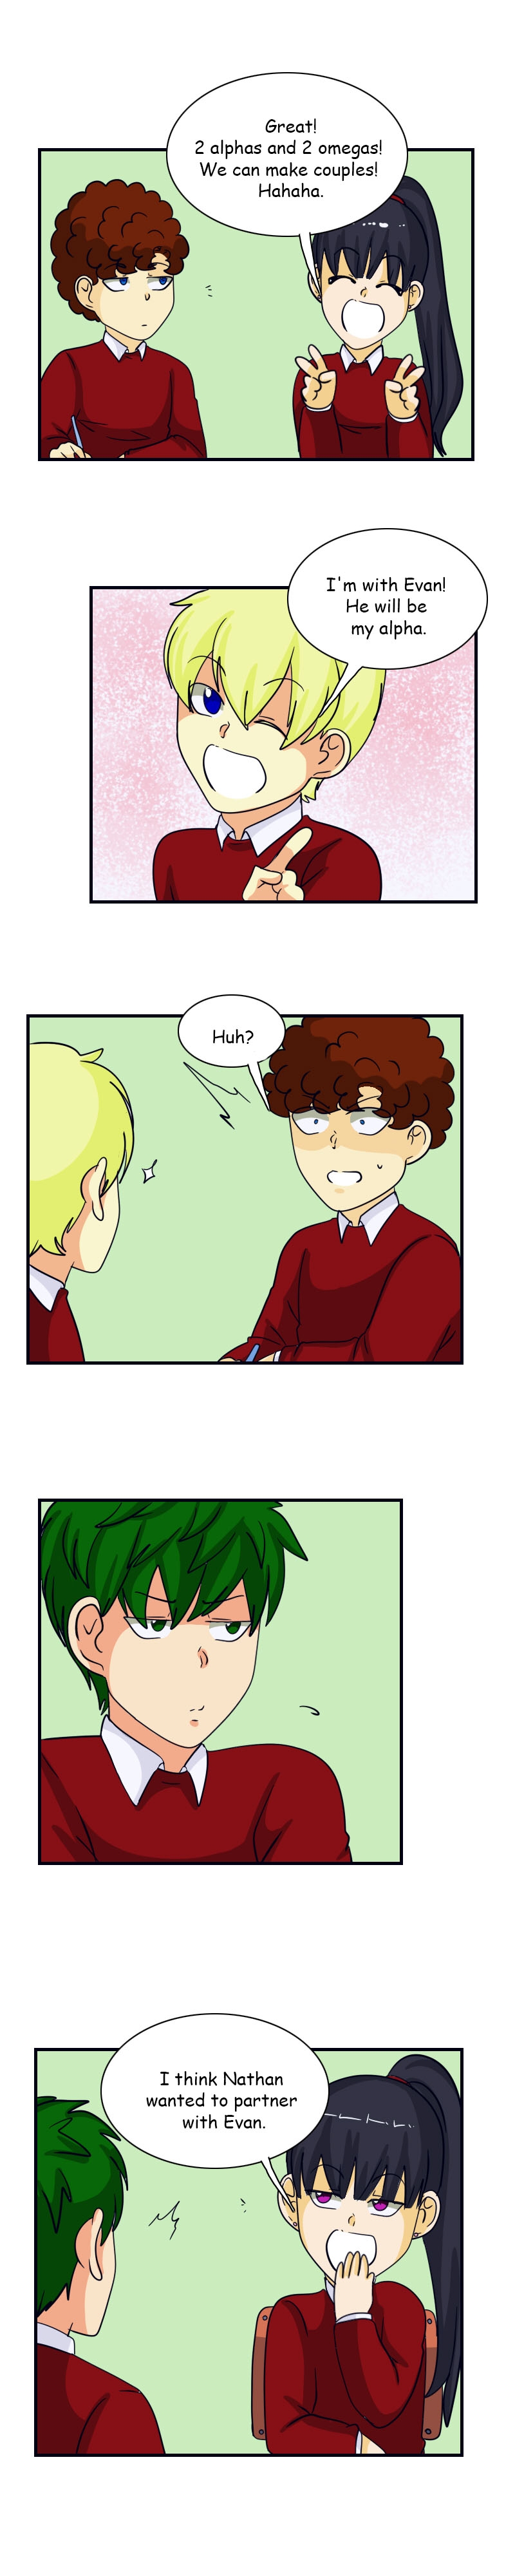 Great!
2 alphas and 2 omegas!
We can make couples!
Hahaha.
I'm with Evan!
He will be
my alpha.
Huh?
I think Nathan
wanted to partner
with Evan.